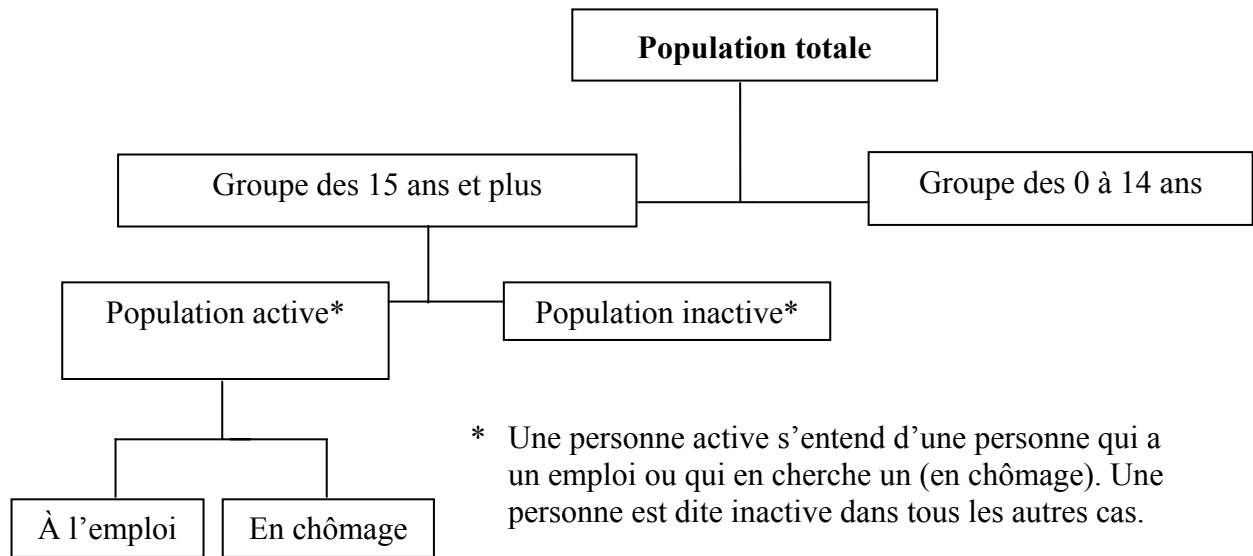 Population totale
Groupe des 15 ans et plus
Groupe des 0 à 14 ans
Population active*
Population inactive*
* Une personne active s’entend d’une personne qui a
un emploi ou qui en cherche un (en chômage). Une
personne est dite inactive dans tous les autres cas.
À l’emploi
En chômage